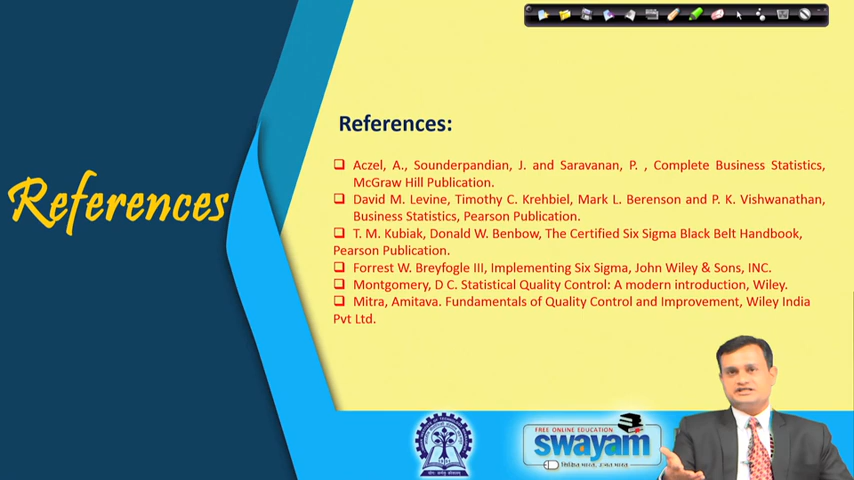 References
References:
Aczel, A., Sounderpandian, J. and Saravanan, P. , Complete Business Statistics,
McGraw Hill Publication.
David M. Levine, Timothy C. Krehbiel, Mark L. Berenson and P. K. Vishwanathan,
Business Statistics, Pearson Publication.
T. M. Kubiak, Donald W. Benbow, The Certified Six Sigma Black Belt Handbook,
Pearson Publication.
Forrest W. Breyfogle III, Implementing Six Sigma, John Wiley & Sons, INC.
Montgomery, D C. Statistical Quality Control: A modern introduction, Wiley.
Mitra, Amitava. Fundamentals of Quality Control and Improvement, Wiley India
Pvt Ltd.
FREE ONLINE EDUCATION
swayam